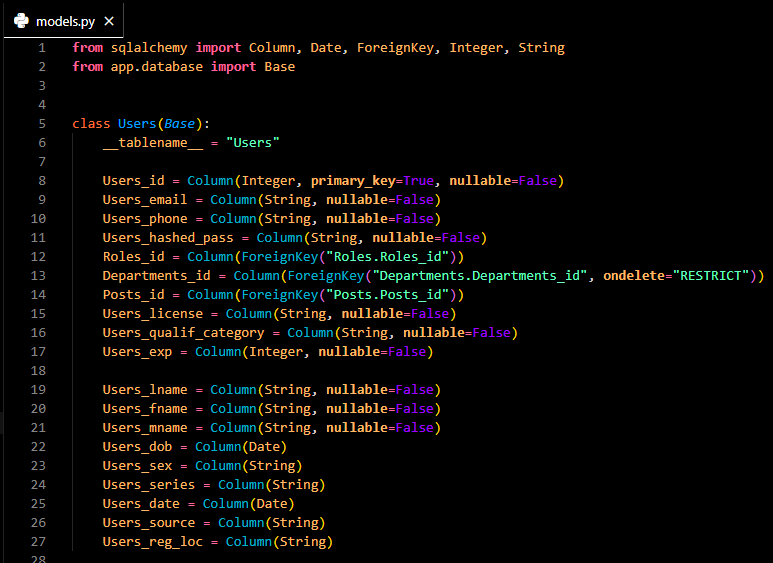 models.py ×
1 from sqlalchemy import Column, Date, ForeignKey, Integer, String
2 from app.database import Base
3
4
5 class Users(Base):
6     __tablename__ = "Users"
7
8     Users_id = Column(Integer, primary_key=True, nullable=False)
9     Users_email = Column(String, nullable=False)
10     Users_phone = Column(String, nullable=False)
11     Users_hashed_pass = Column(String, nullable=False)
12     Roles_id = Column(ForeignKey("Roles.Roles_id"))
13     Departments_id = Column(ForeignKey("Departments.Departments_id", ondelete="RESTRICT"))
14     Posts_id = Column(ForeignKey("Posts.Posts_id"))
15     Users_license = Column(String, nullable=False)
16     Users_qualif_category = Column(String, nullable=False)
17     Users_exp = Column(Integer, nullable=False)
18
19     Users_lname = Column(String, nullable=False)
20     Users_fname = Column(String, nullable=False)
21     Users_mname = Column(String, nullable=False)
22     Users_dob = Column(Date)
23     Users_sex = Column(String)
24     Users_series = Column(String)
25     Users_date = Column(Date)
26     Users_source = Column(String)
27     Users_reg_loc = Column(String)
28